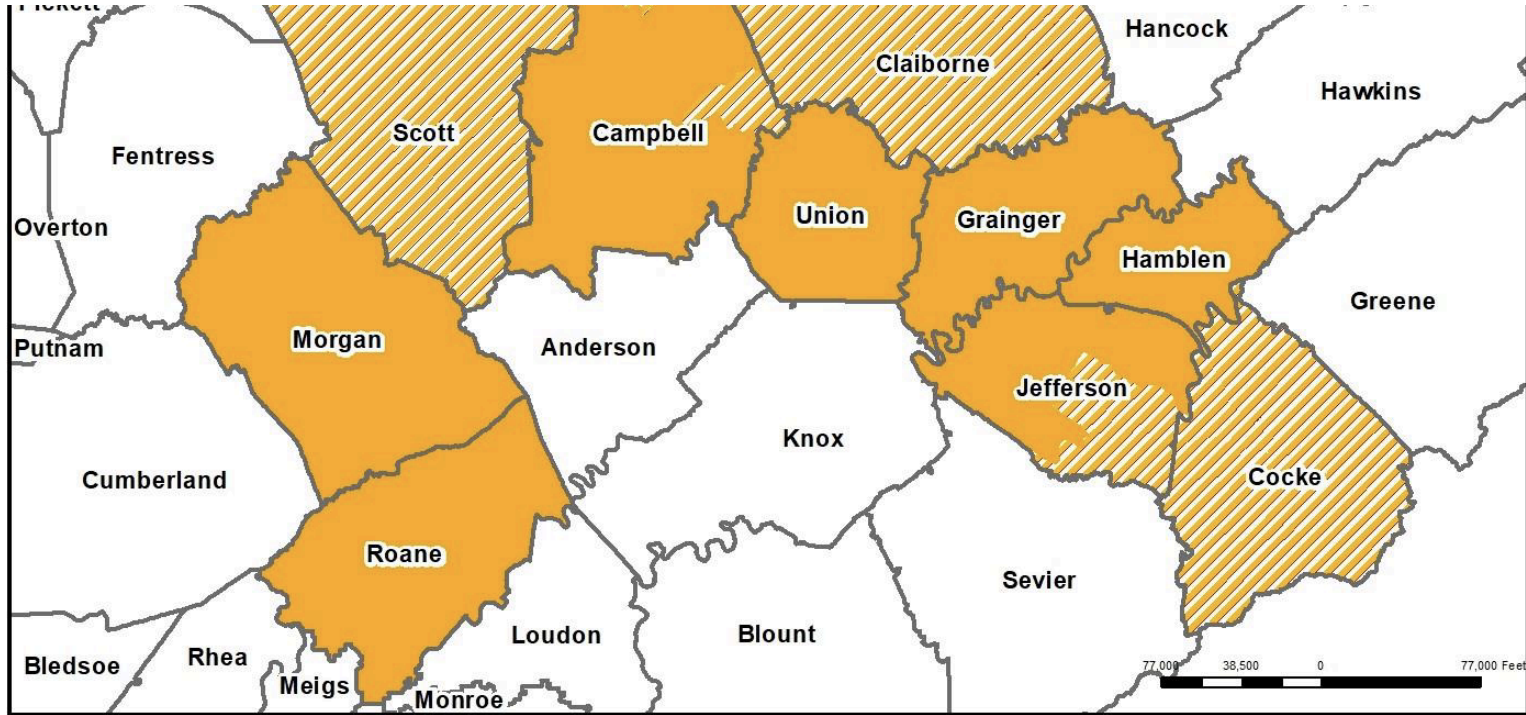 Pickett
Hancock
Claiborne
Hawkins
Scott
Campbell
Fentress
Union
Grainger
Overton
Hamblen
Greene
Morgan
Putnam
Anderson
Jefferson
Knox
Cumberland
Cocke
Roane
Sevier
Loudon
Blount
Rhea
Bledsoe
Meigs
Monroe
77,000 38,500 0 77,000 Feet